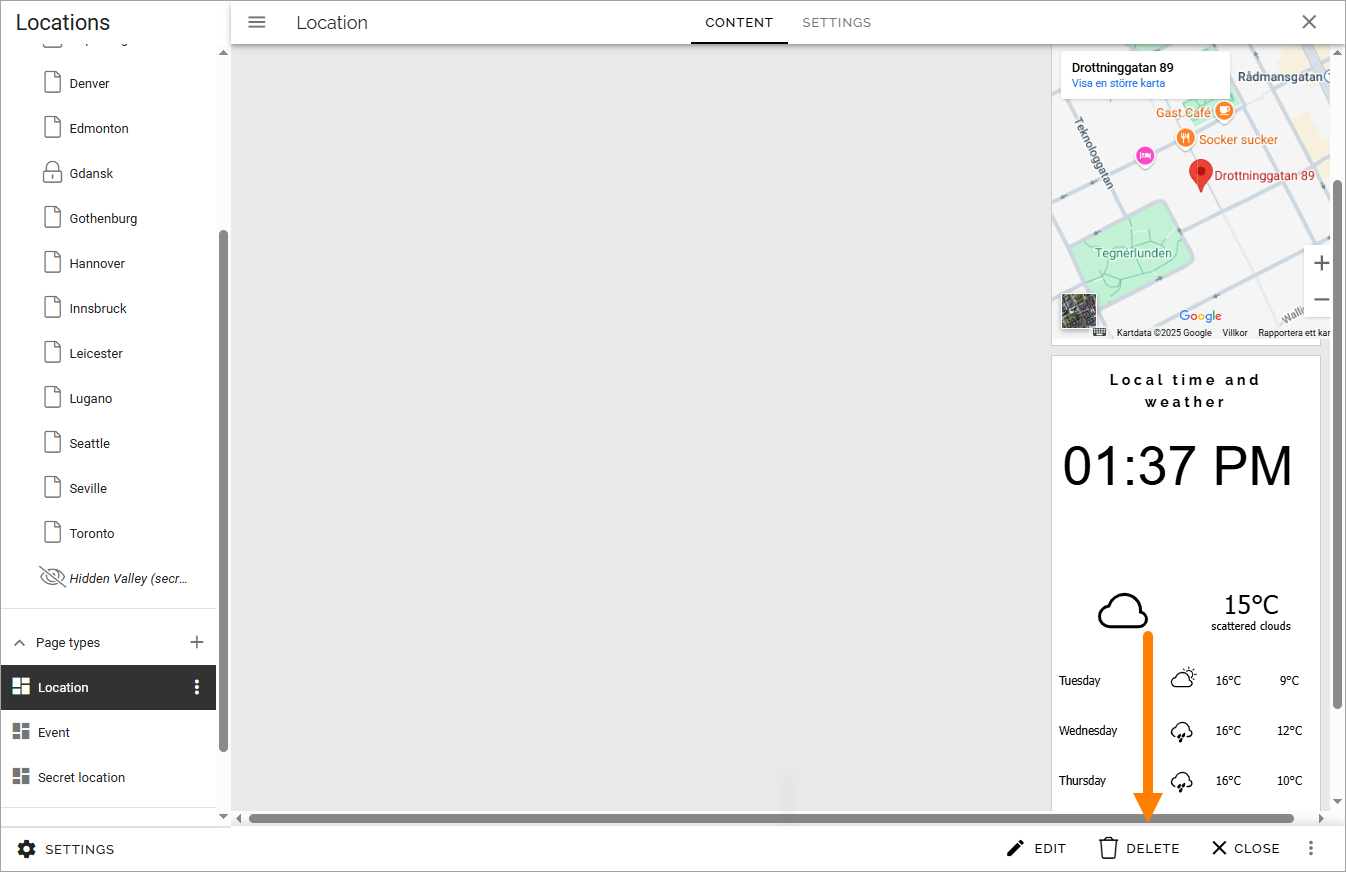 Locations
Location
CONTENT
SETTINGS
Denver
Edmonton
Gdansk
Gothenburg
Hannover
Innsbruck
Leicester
Lugano
Seattle
Seville
Toronto
Hidden Valley (secr...
Page types
Location
Event
Secret location
SETTINGS
Drottninggatan 89
Visa en större karta
Rådmansgatan
Gast Café
Socker sucker
Teknologgatan
Drottninggatan 89
Tegnérlunden
Google
Kartdata ©2025 Google Villkor Rapportera ett kar
Local time and
weather
01:37 PM
15°C
scattered clouds
Tuesday 16°C 9°C
Wednesday 16°C 12°C
Thursday 16°C 10°C
EDIT DELETE CLOSE